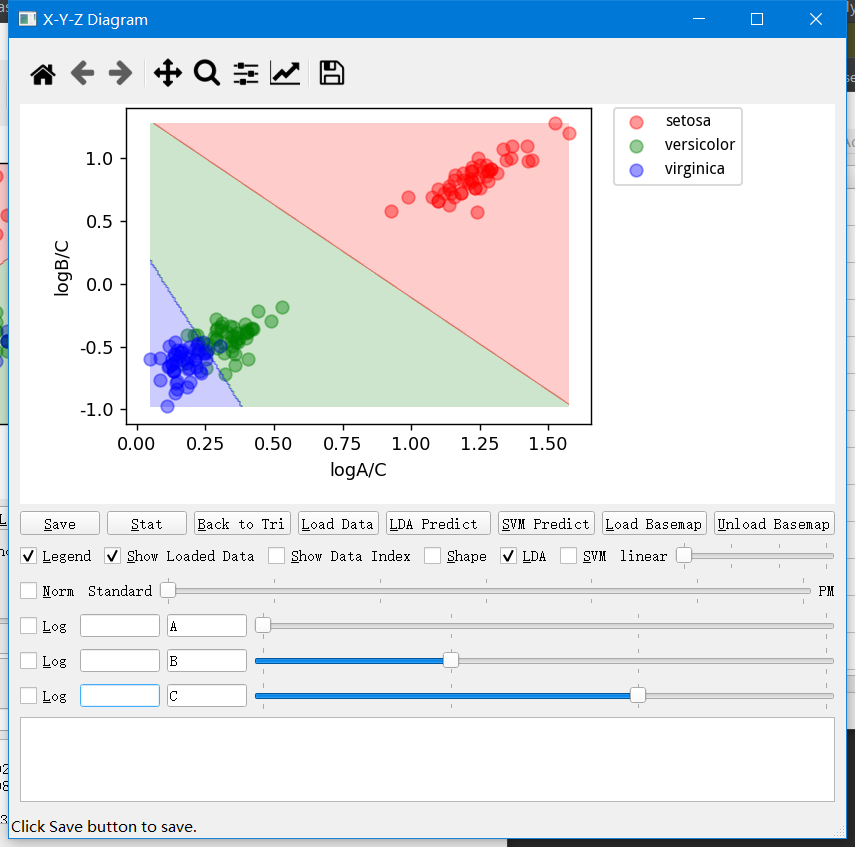 X-Y-Z Diagram
setosa
versicolor
virginica
1.0
0.5
0.0
-0.5
-1.0
logB/C
0.00 0.25 0.50 0.75 1.00 1.25 1.50
logA/C
Save Stat Back to Tri Load Data LDA Predict SVM Predict Load Basemap Unload Basemap
Legend Show Loaded Data Show Data Index Shape LDA SVM linear
Norm Standard PM
Log A
Log B
Log C
Click Save button to save.